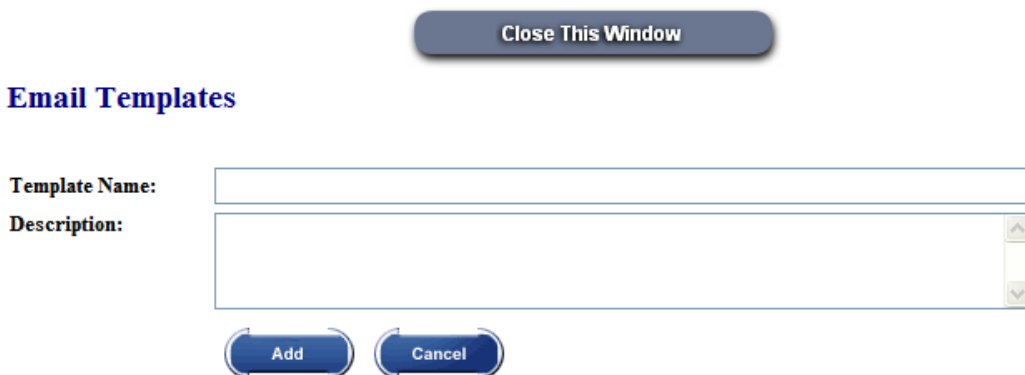 Close This Window
Email Templates
Template Name:
Description:
Add Cancel